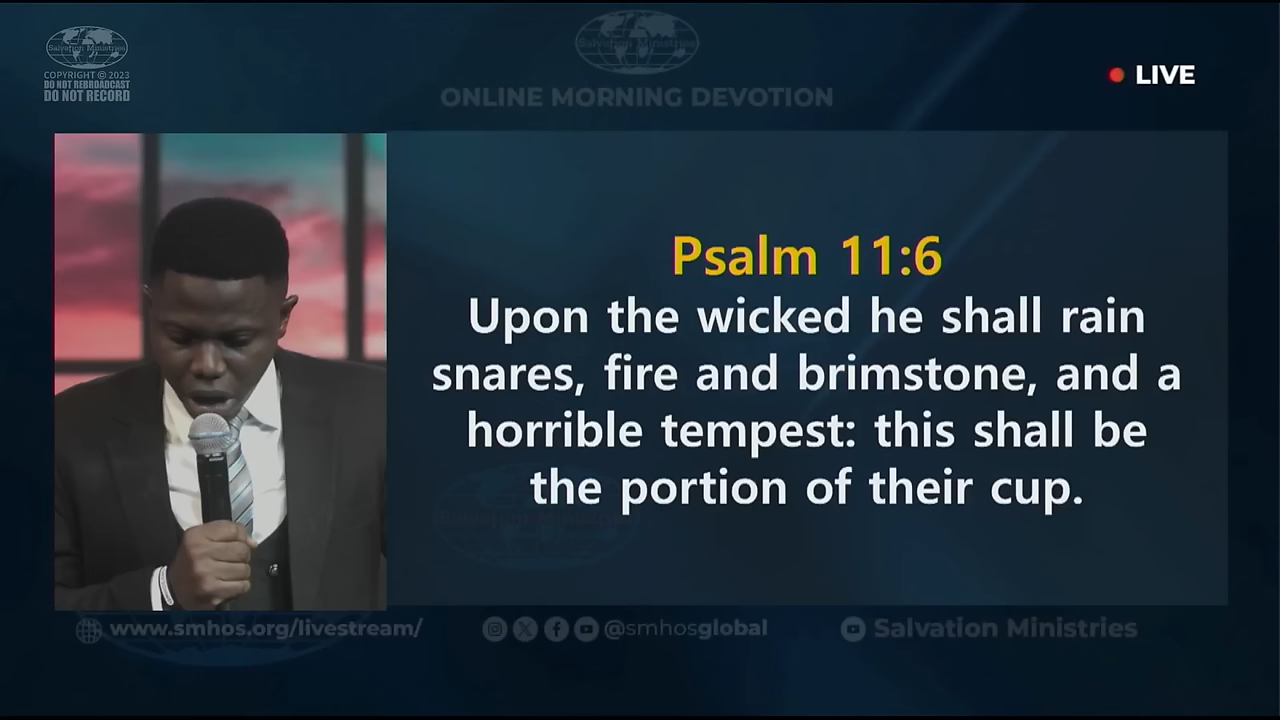 Salvation Ministries
COPYRIGHT © 2023
DO NOT REBROADCAST
DO NOT RECORD
Salvation Ministries
ONLINE MORNING DEVOTION
LIVE
Psalm 11:6
Upon the wicked he shall rain
snares, fire and brimstone, and a
horrible tempest: this shall be
the portion of their cup.
www.smhos.org/livestream/
@smhosglobal
Salvation Ministries